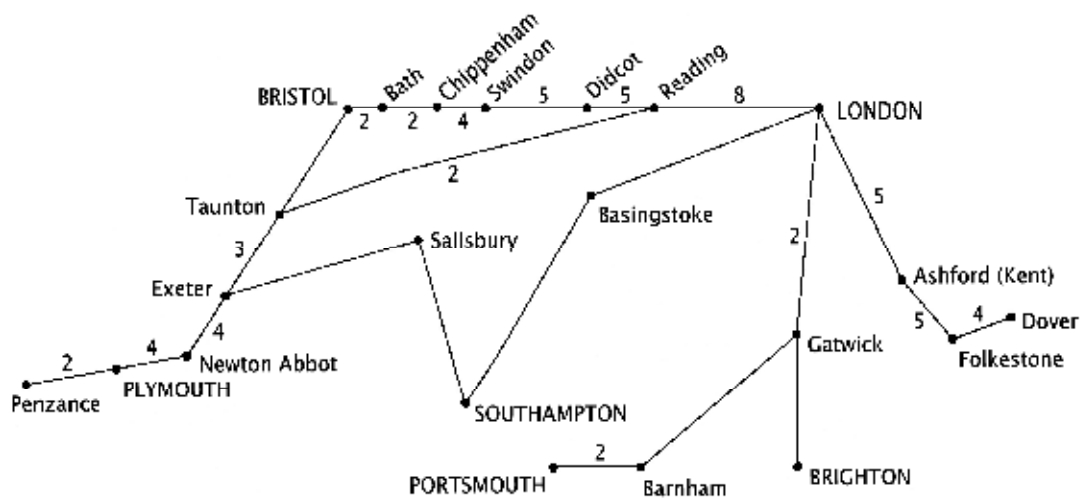 Chippenham
Bath
Swindon
Didcot
Reading
BRISTOL
LONDON
2
2
4
5
5
8
2
Taunton
Basingstoke
5
3
Sallsbury
2
Exeter
Ashford (Kent)
4
5
4
Dover
2
4
Newton Abbot
Gatwick
Folkestone
Penzance
PLYMOUTH
SOUTHAMPTON
2
PORTSMOUTH
Barnham
BRIGHTON